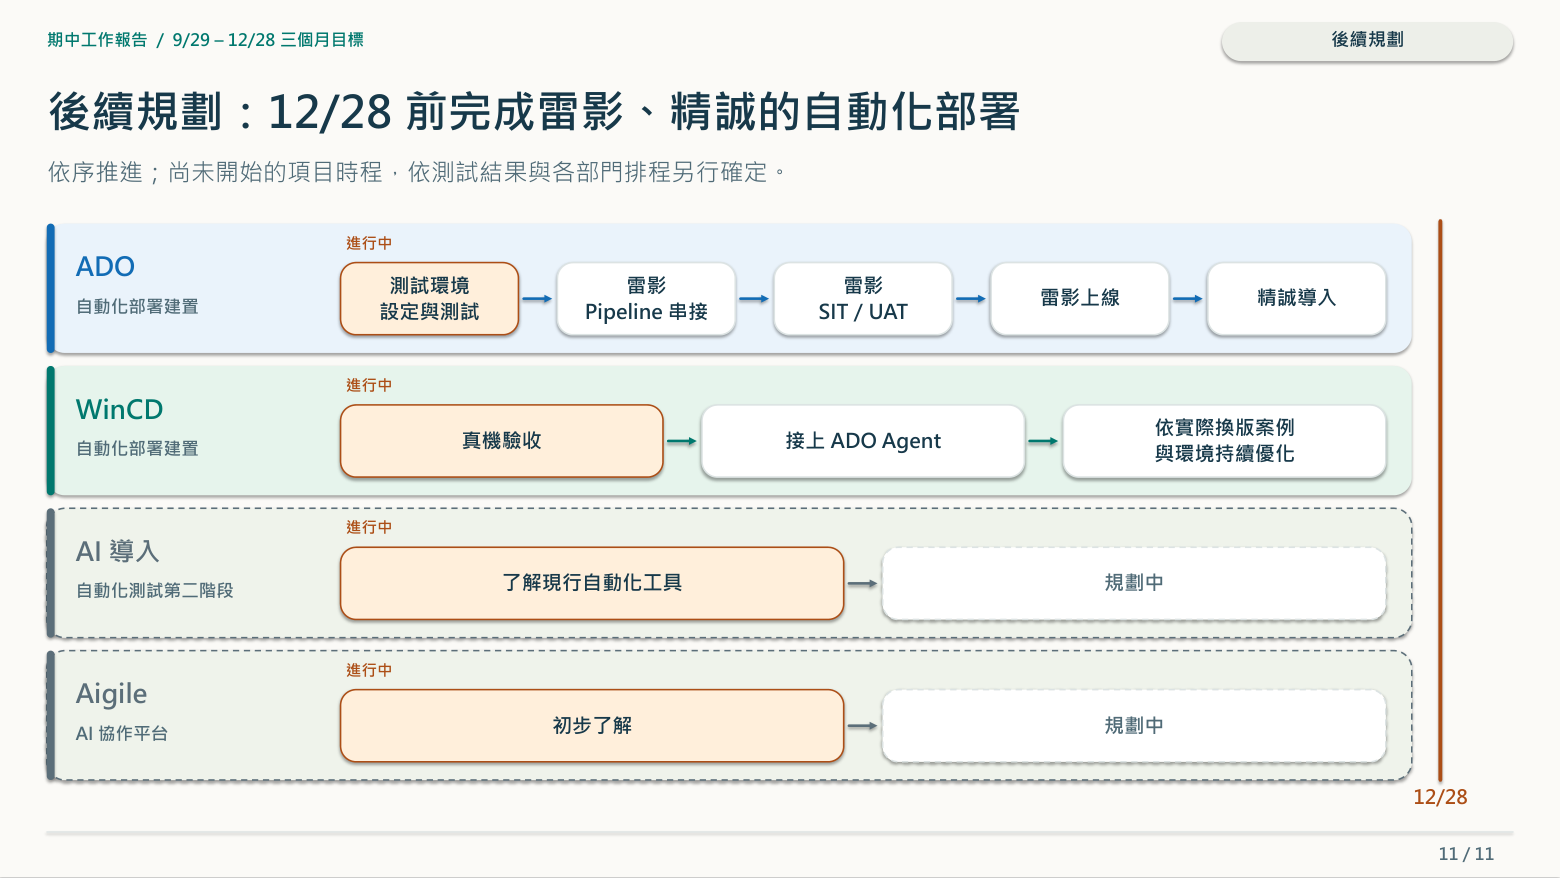 期中工作報告 / 9/29 – 12/28 三個月目標
後續規劃
後續規劃：12/28 前完成雷影、精誠的自動化部署
依序推進；尚未開始的項目時程，依測試結果與各部門排程另行確定。
ADO
自動化部署建置
進行中
測試環境
設定與測試
雷影
Pipeline 串接
雷影
SIT / UAT
雷影上線
精誠導入
WinCD
自動化部署建置
進行中
真機驗收
接上 ADO Agent
依實際換版案例
與環境持續優化
AI 導入
自動化測試第二階段
進行中
了解現行自動化工具
規劃中
Aigile
AI 協作平台
進行中
初步了解
規劃中
12/28
11 / 11